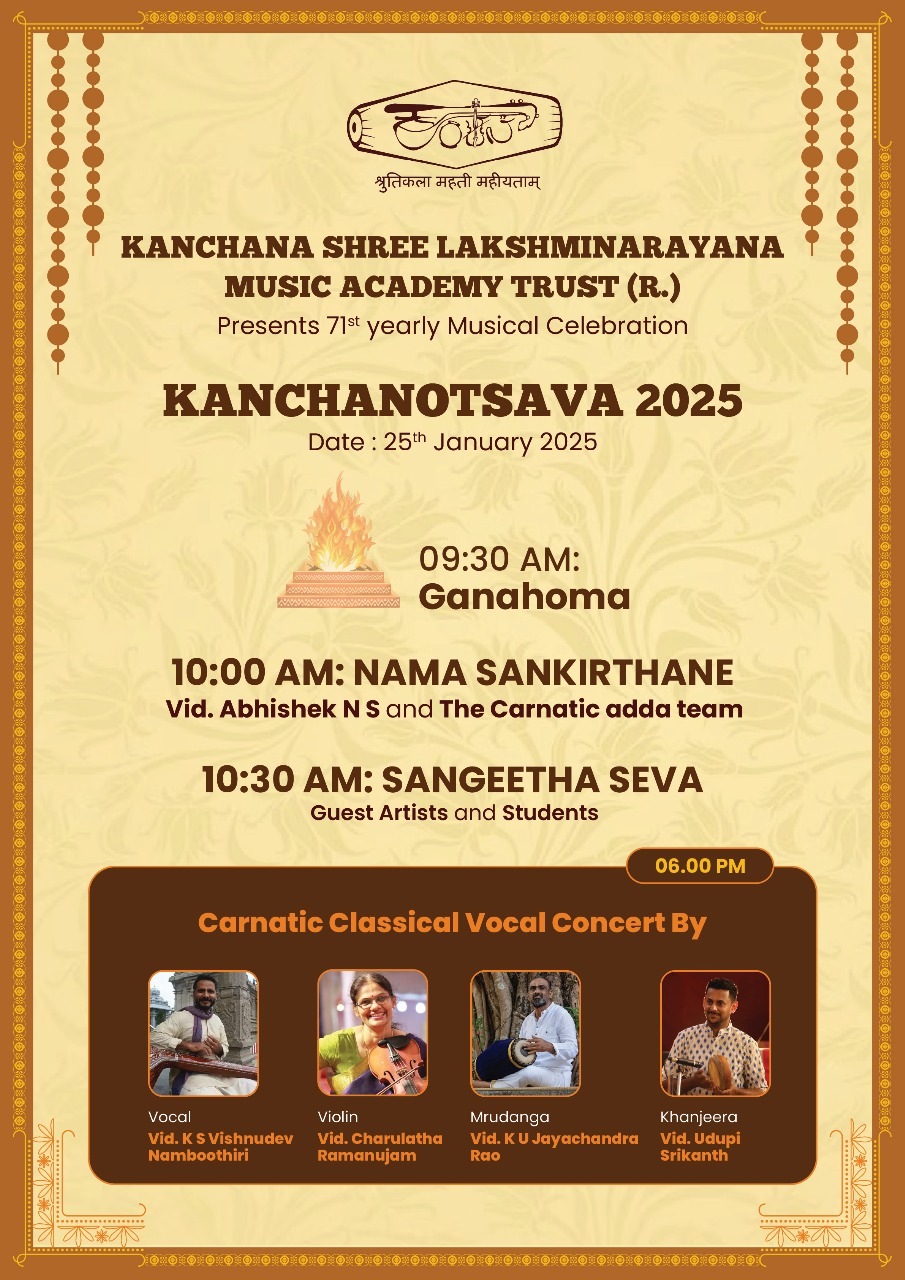 श्रुतिकला महती महीयताम्
KANCHANA SHREE LAKSHMINARAYANA
MUSIC ACADEMY TRUST (R.)
Presents 71st yearly Musical Celebration
KANCHANOTSAVA 2025
Date : 25th January 2025
09:30 AM:
Ganahoma
10:00 AM: NAMA SANKIRTHANE
Vid. Abhishek N S and The Carnatic adda team
10:30 AM: SANGEETHA SEVA
Guest Artists and Students
06.00 PM
Carnatic Classical Vocal Concert By
Vocal
Vid. K S Vishnudev
Namboothiri
Violin
Vid. Charulatha
Ramanujam
Mrudanga
Vid. K U Jayachandra
Rao
Khanjeera
Vid. Udupi
Srikanth